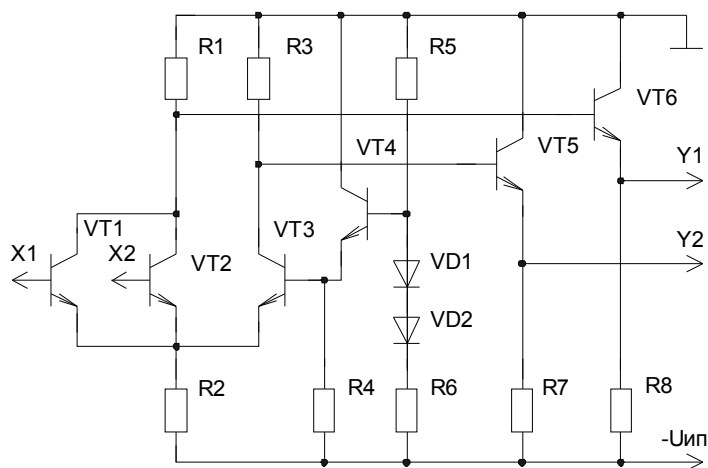 R1
R3
R5
VT6
VT4
VT5
Y1
X1
VT1
X2
VT2
VT3
Y2
VD1
VD2
R2
R4
R6
R7
R8
-Uип